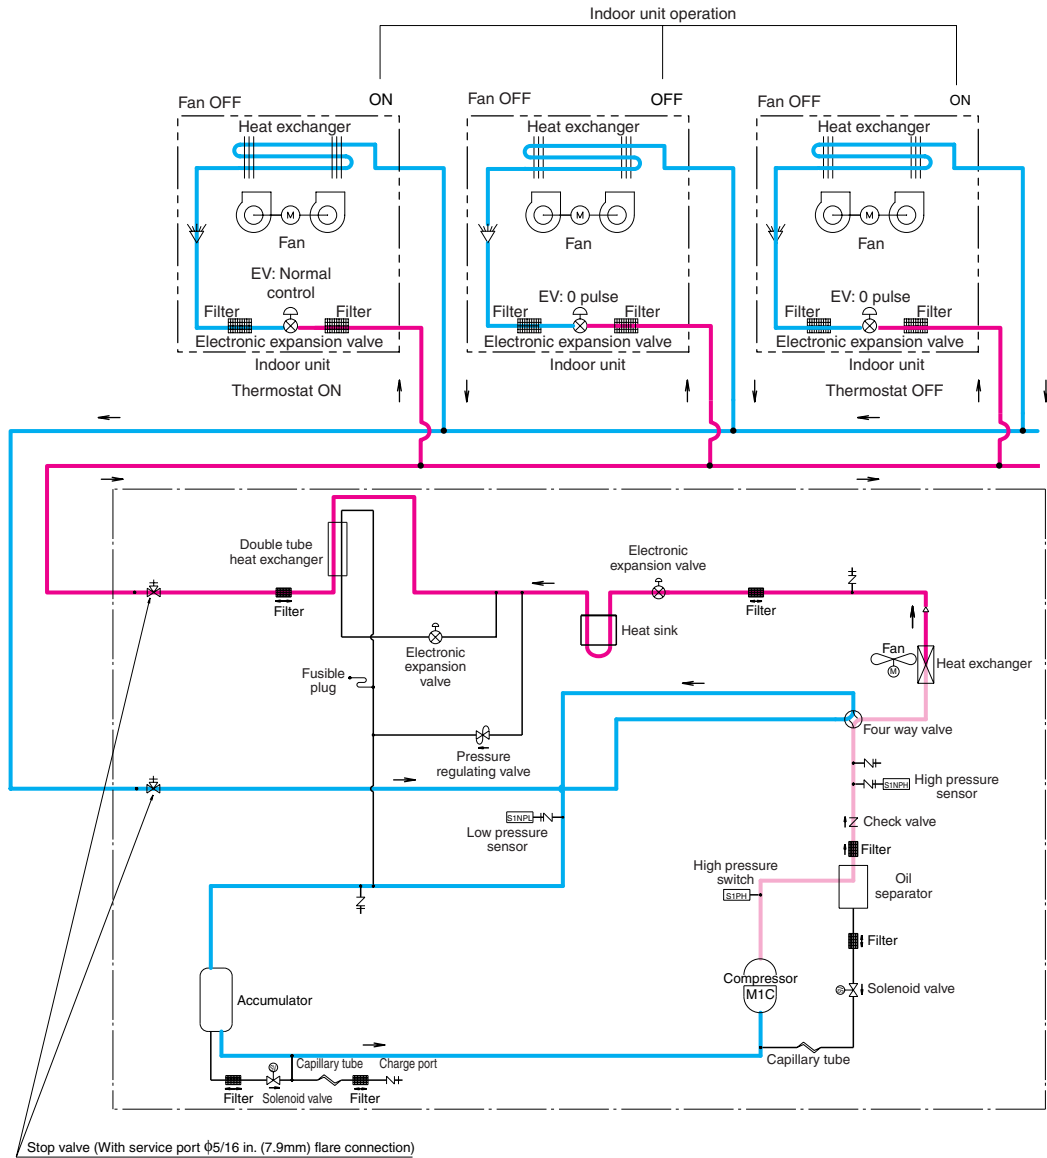 Indoor unit operation
Fan OFF
ON
Fan OFF
OFF
Fan OFF
ON
Heat exchanger
Heat exchanger
Heat exchanger
M
M
M
Fan
Fan
Fan
EV: Normal
control
EV: 0 pulse
EV: 0 pulse
Filter
Filter
Filter
Filter
Filter
Filter
Electronic expansion valve
Electronic expansion valve
Electronic expansion valve
Indoor unit
Indoor unit
Indoor unit
Thermostat ON
Thermostat OFF
Double tube
heat exchanger
Electronic
expansion valve
Filter
Filter
Heat sink
Fan
M
Heat exchanger
Electronic
expansion
valve
Fusible
plug
Four way valve
Pressure
regulating valve
S1NPH
High pressure
sensor
S1NPL
Low pressure
sensor
Check valve
Filter
High pressure
switch
S1PH
Oil
separator
Filter
Compressor
M1C
Solenoid valve
Accumulator
Capillary tube
Capillary tube
Charge port
SV
Filter
Solenoid valve
Filter
Stop valve (With service port ϕ5/16 in. (7.9mm) flare connection)